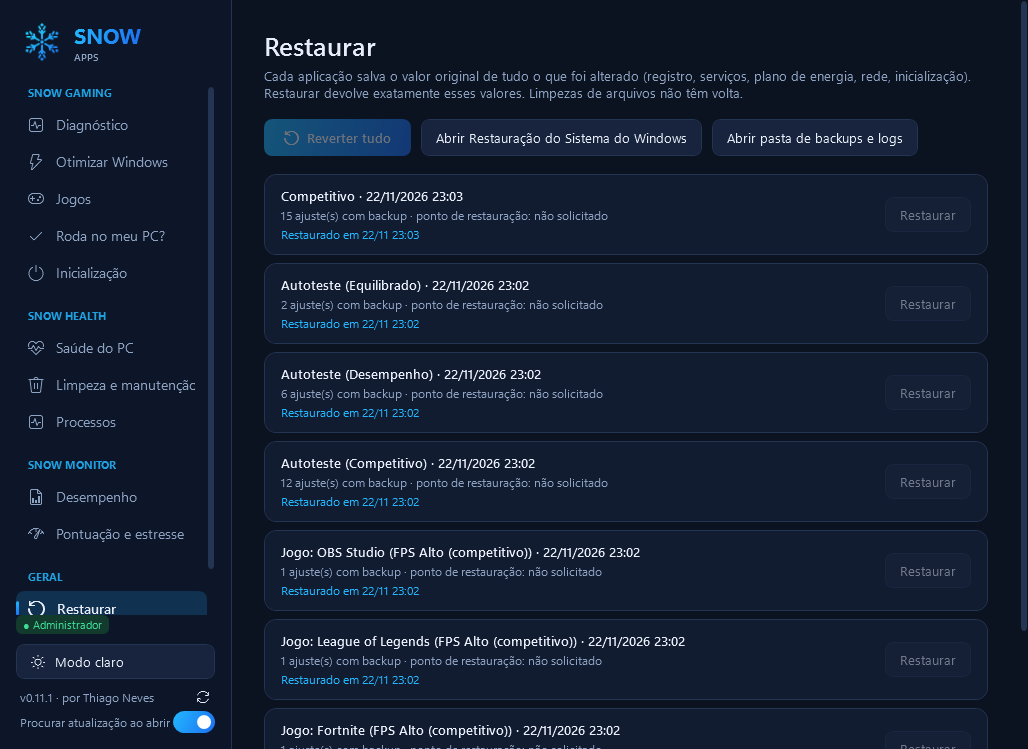 SNOW
APPS
SNOW GAMING
Diagnóstico
Otimizar Windows
Jogos
Roda no meu PC?
Inicialização
SNOW HEALTH
Saúde do PC
Limpeza e manutençãc
Processos
SNOW MONITOR
Desempenho
Pontuação e estresse
GERAL
Restaurar
Administrador
Modo claro
v0.11.1 · por Thiago Neves
Procurar atualização ao abrir
Restaurar
Cada aplicação salva o valor original de tudo o que foi alterado (registro, serviços, plano de energia, rede, inicialização).
Restaurar devolve exatamente esses valores. Limpezas de arquivos não têm volta.
Reverter tudo
Abrir Restauração do Sistema do Windows
Abrir pasta de backups e logs
Competitivo · 22/11/2026 23:03
15 ajuste(s) com backup · ponto de restauração: não solicitado
Restaurado em 22/11 23:03
Restaurar
Autoteste (Equilibrado) · 22/11/2026 23:02
2 ajuste(s) com backup · ponto de restauração: não solicitado
Restaurado em 22/11 23:02
Restaurar
Autoteste (Desempenho) · 22/11/2026 23:02
6 ajuste(s) com backup · ponto de restauração: não solicitado
Restaurado em 22/11 23:02
Restaurar
Autoteste (Competitivo) · 22/11/2026 23:02
12 ajuste(s) com backup · ponto de restauração: não solicitado
Restaurado em 22/11 23:02
Restaurar
Jogo: OBS Studio (FPS Alto (competitivo)) · 22/11/2026 23:02
1 ajuste(s) com backup · ponto de restauração: não solicitado
Restaurado em 22/11 23:02
Restaurar
Jogo: League of Legends (FPS Alto (competitivo)) · 22/11/2026 23:02
1 ajuste(s) com backup · ponto de restauração: não solicitado
Restaurado em 22/11 23:02
Restaurar
Jogo: Fortnite (FPS Alto (competitivo)) · 22/11/2026 23:02
1 ajuste(s) com backup · ponto de restauração: não solicitado
Restaurar